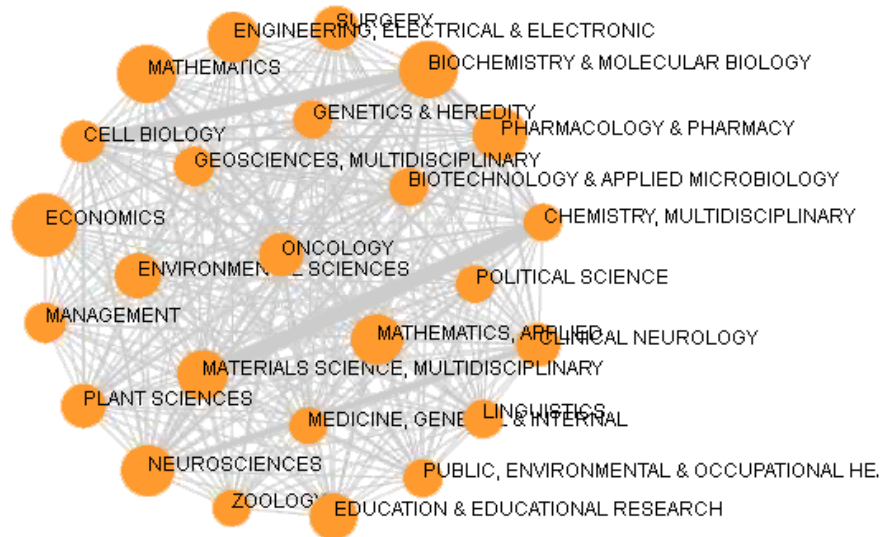 SURGERY
ENGINEERING, ELECTRICAL & ELECTRONIC
MATHEMATICS
BIOCHEMISTRY & MOLECULAR BIOLOGY
GENETICS & HEREDITY
CELL BIOLOGY
PHARMACOLOGY & PHARMACY
GEOSCIENCES, MULTIDISCIPLINARY
BIOTECHNOLOGY & APPLIED MICROBIOLOGY
ECONOMICS
CHEMISTRY, MULTIDISCIPLINARY
ONCOLOGY
ENVIRONMENTAL SCIENCES
POLITICAL SCIENCE
MANAGEMENT
MATHEMATICS, APPLIED
CLINICAL NEUROLOGY
MATERIALS SCIENCE, MULTIDISCIPLINARY
PLANT SCIENCES
LINGUISTICS
MEDICINE, GENERAL & INTERNAL
NEUROSCIENCES
PUBLIC, ENVIRONMENTAL & OCCUPATIONAL HE.
ZOOLOGY
EDUCATION & EDUCATIONAL RESEARCH